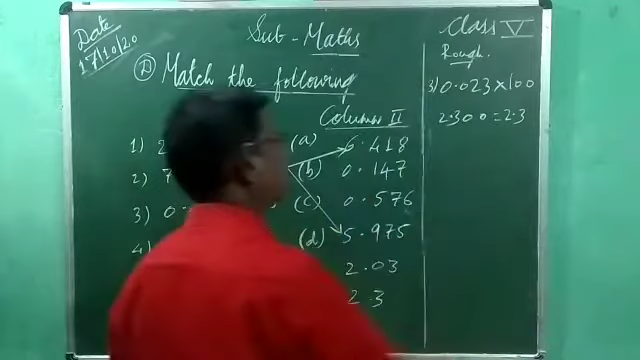 Date
17/10/20
Sub - Maths
Class V
D) Match the following
Rough.
Column II
3) 0.023 × 100
2.300 = 2.3
1) 2
(a) 6.418
2) 7
(b) 0.147
3) 0.
(c) 0.576
4)
(d) 5.975
2.03
2.3